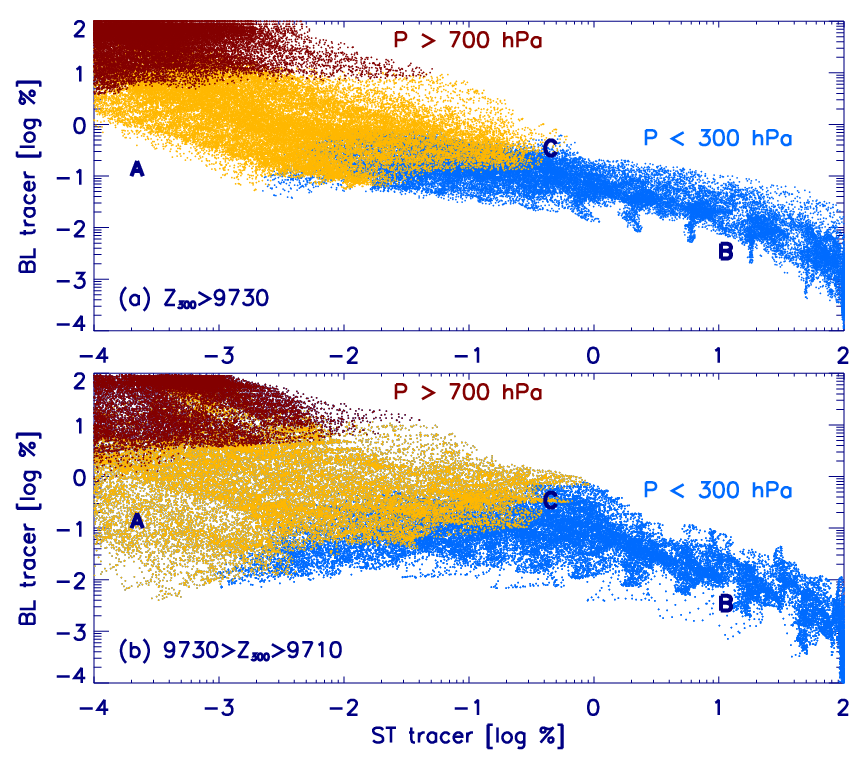 2
1
0
−1
−2
−3
−4
BL tracer [log %]
P > 700 hPa
P < 300 hPa
A
C
B
(a) Z300>9730
−4 −3 −2 −1 0 1 2
2
1
0
−1
−2
−3
−4
BL tracer [log %]
P > 700 hPa
P < 300 hPa
A
C
B
(b) 9730>Z300>9710
−4 −3 −2 −1 0 1 2
ST tracer [log %]